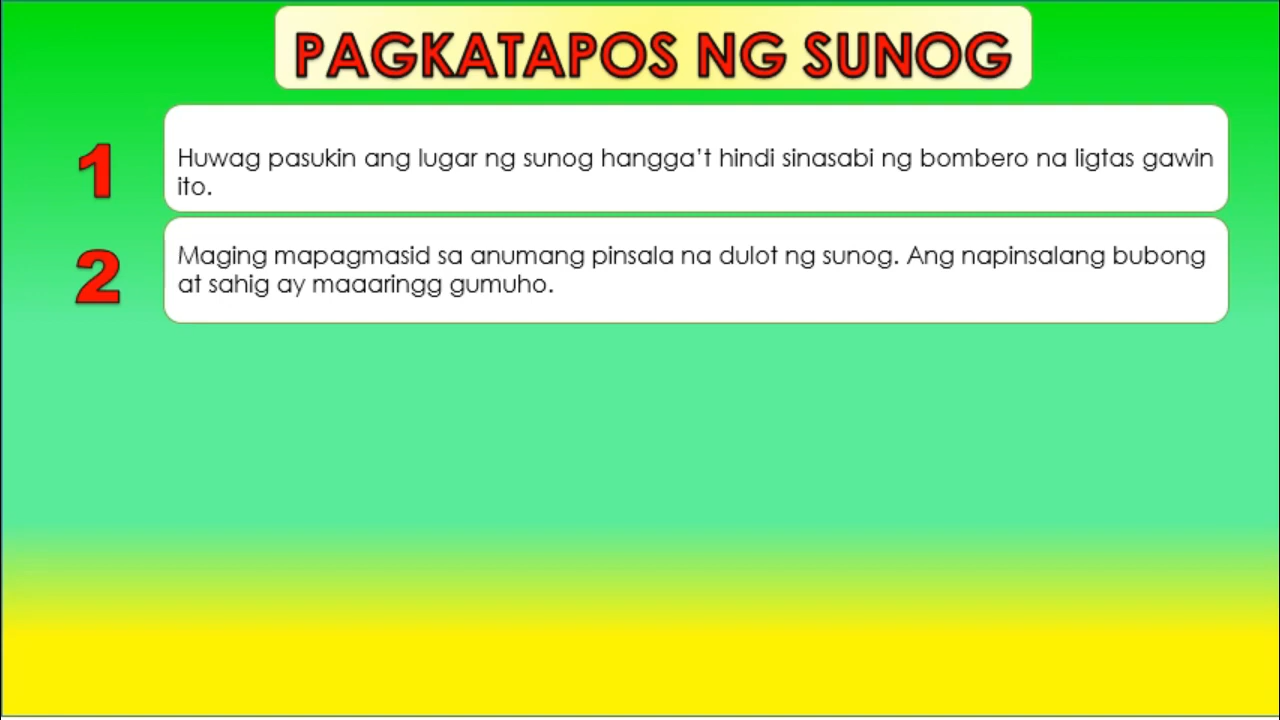 PAGKATAPOS NG SUNOG
1
Huwag pasukin ang lugar ng sunog hangga't hindi sinasabi ng bombero na ligtas gawin
ito.
2
Maging mapagmasid sa anumang pinsala na dulot ng sunog. Ang napinsalang bubong
at sahig ay maaaringg gumuho.